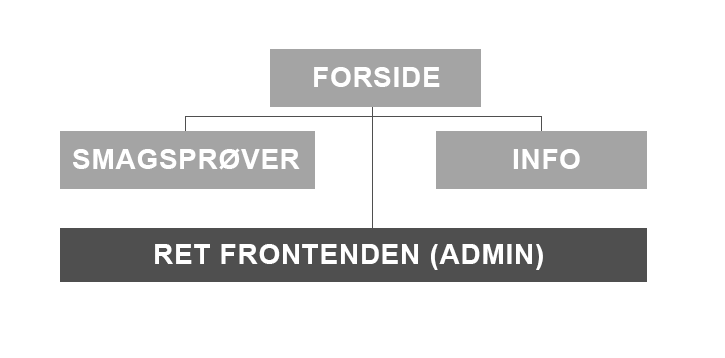 FORSIDE
SMAGSPRØVER
INFO
RET FRONTENDEN (ADMIN)